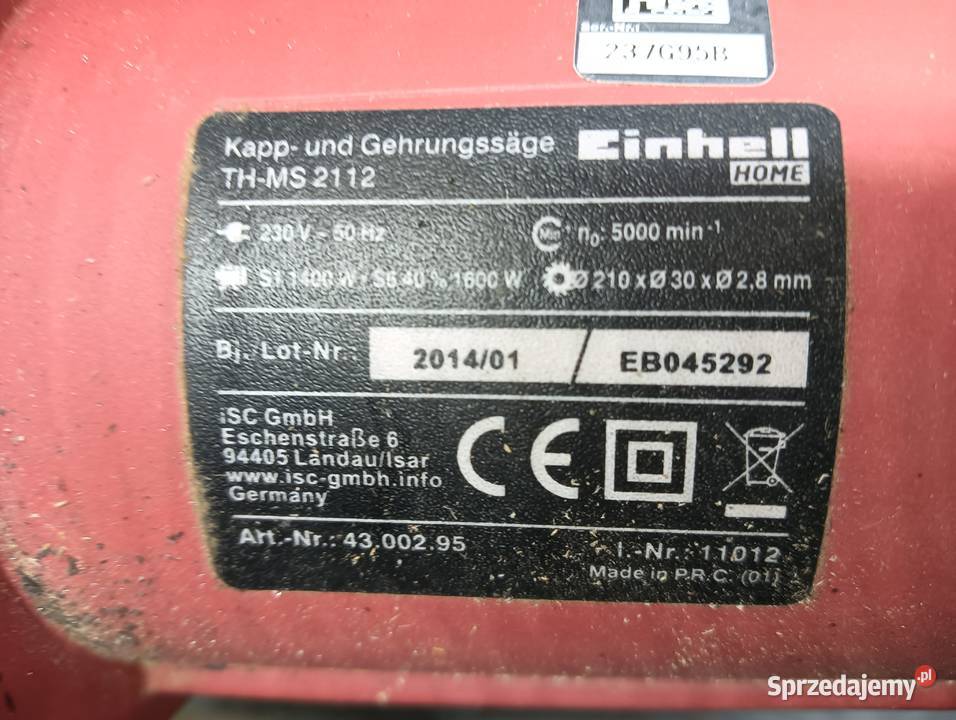 Ser.-Nr.:
237G95B
Kapp- und Gehrungssäge
TH-MS 2112
Einhell
HOME
230 V ~ 50 Hz
Min n₀: 5000 min⁻¹
S1 1400 W · S6 40% 1600 W
Ø 210 x Ø 30 x Ø 2,8 mm
Bj. Lot-Nr.: 2014/01 / EB045292
iSC GmbH
Eschenstraße 6
94405 Landau/Isar
www.isc-gmbh.info
Germany
CE
Art.-Nr.: 43.002.95
I.-Nr.: 11012
Made in P.R.C. (01)
Sprzedajemy.pl